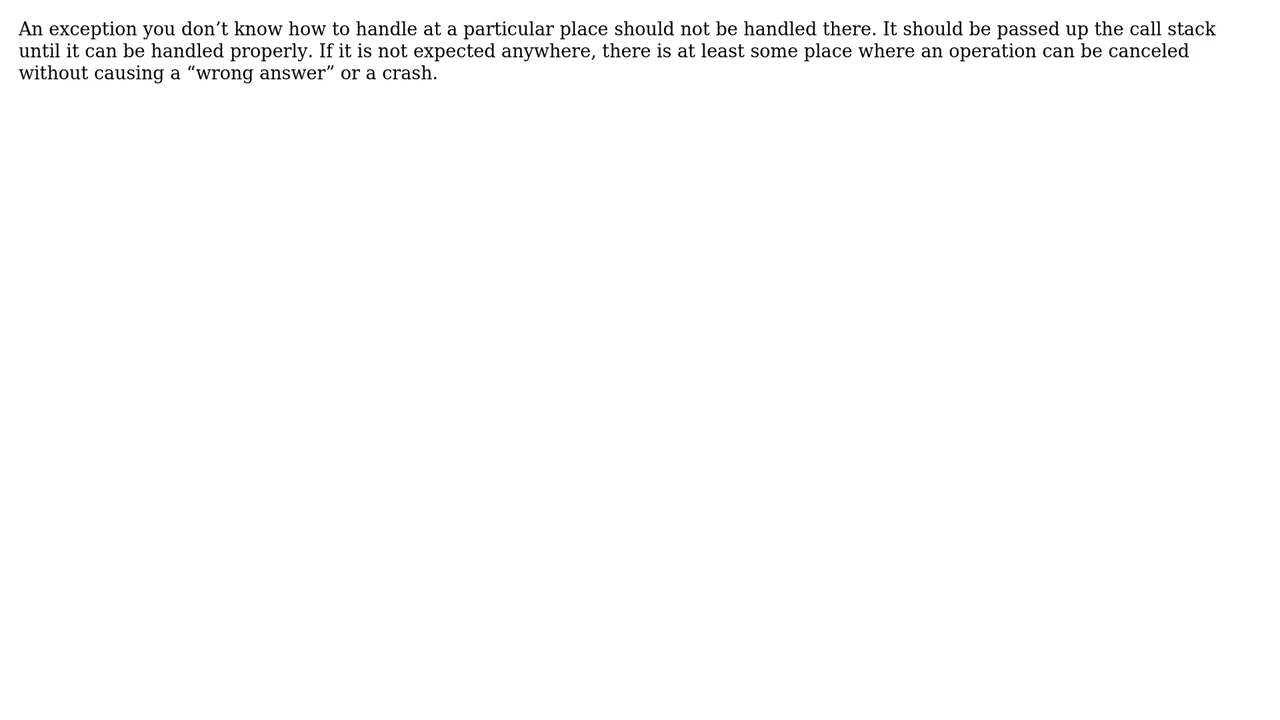 An exception you don’t know how to handle at a particular place should not be handled there. It should be passed up the call stack
until it can be handled properly. If it is not expected anywhere, there is at least some place where an operation can be canceled
without causing a “wrong answer” or a crash.